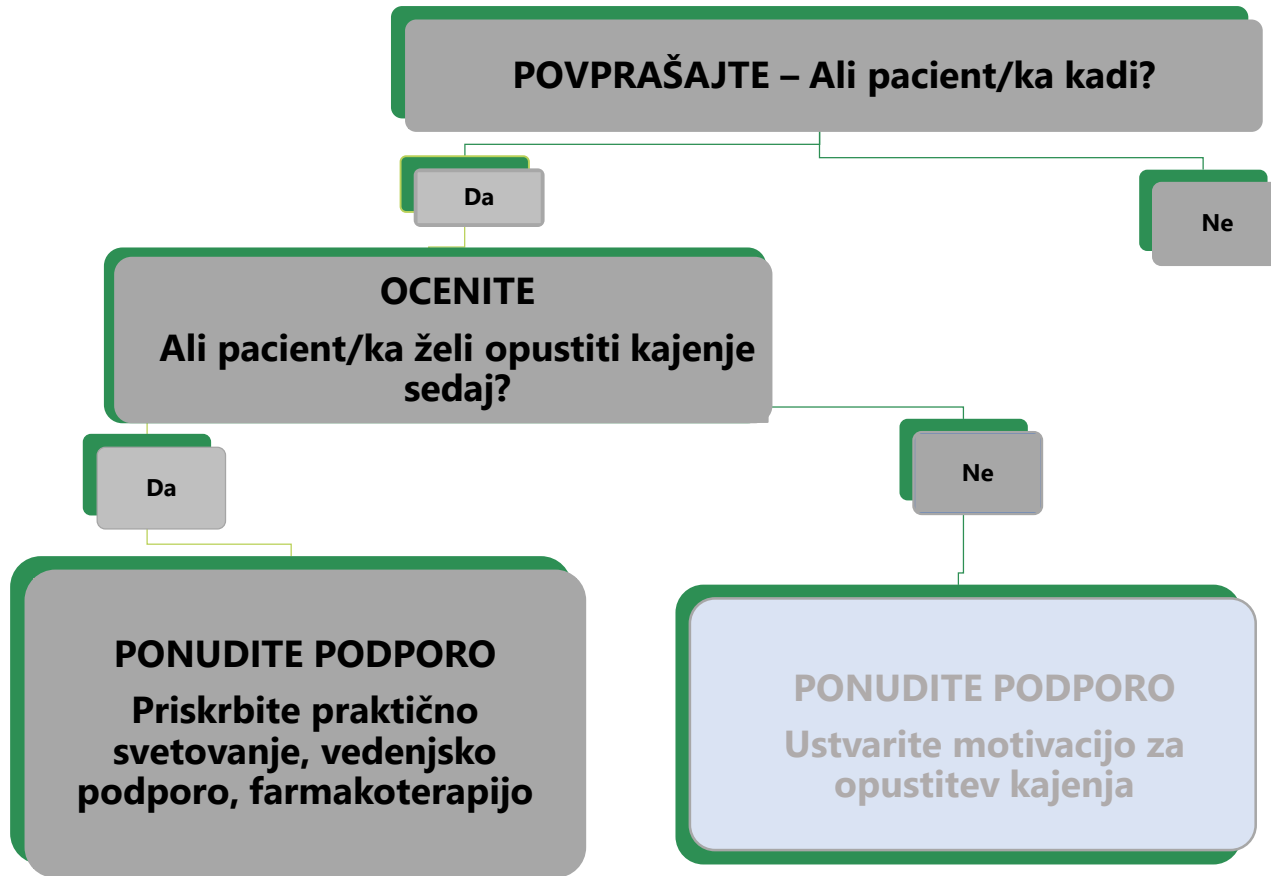 POVPRAŠAJTE – Ali pacient/ka kadi?
Da
Ne
OCENITE
Ali pacient/ka želi opustiti kajenje
sedaj?
Da
Ne
PONUDITE PODPORO
Priskrbite praktično
svetovanje, vedenjsko
podporo, farmakoterapijo
PONUDITE PODPORO
Ustvarite motivacijo za
opustitev kajenja